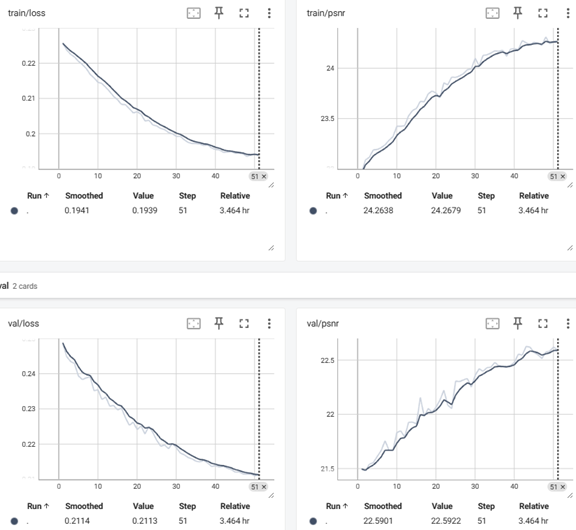 train/loss
0.22
0.21
0.2
0 10 20 30 40 51 ×
Run ↑ Smoothed Value Step Relative
. 0.1941 0.1939 51 3.464 hr
train/psnr
24
23.5
0 10 20 30 40 51 ×
Run ↑ Smoothed Value Step Relative
. 24.2638 24.2679 51 3.464 hr
val 2 cards
val/loss
0.24
0.23
0.22
0 10 20 30 40 51 ×
Run ↑ Smoothed Value Step Relative
. 0.2114 0.2113 51 3.464 hr
val/psnr
22.5
22
21.5
0 10 20 30 40 51 ×
Run ↑ Smoothed Value Step Relative
. 22.5901 22.5922 51 3.464 hr